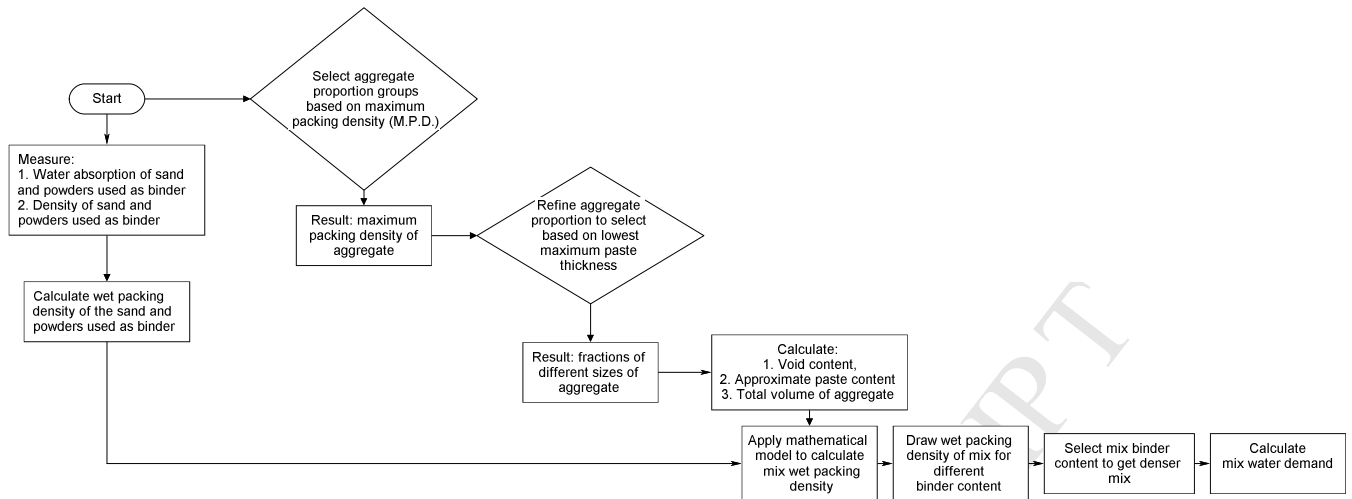 Start
Select aggregate
proportion groups
based on maximum
packing density (M.P.D.)
Measure:
1. Water absorption of sand
and powders used as binder
2. Density of sand and
powders used as binder
Result: maximum
packing density of
aggregate
Refine aggregate
proportion to select
based on lowest
maximum paste
thickness
Calculate wet packing
density of the sand and
powders used as binder
Result: fractions of
different sizes of
aggregate
Calculate:
1. Void content,
2. Approximate paste content
3. Total volume of aggregate
Apply mathematical
model to calculate
mix wet packing
density
Draw wet packing
density of mix for
different
binder content
Select mix binder
content to get denser
mix
Calculate
mix water demand